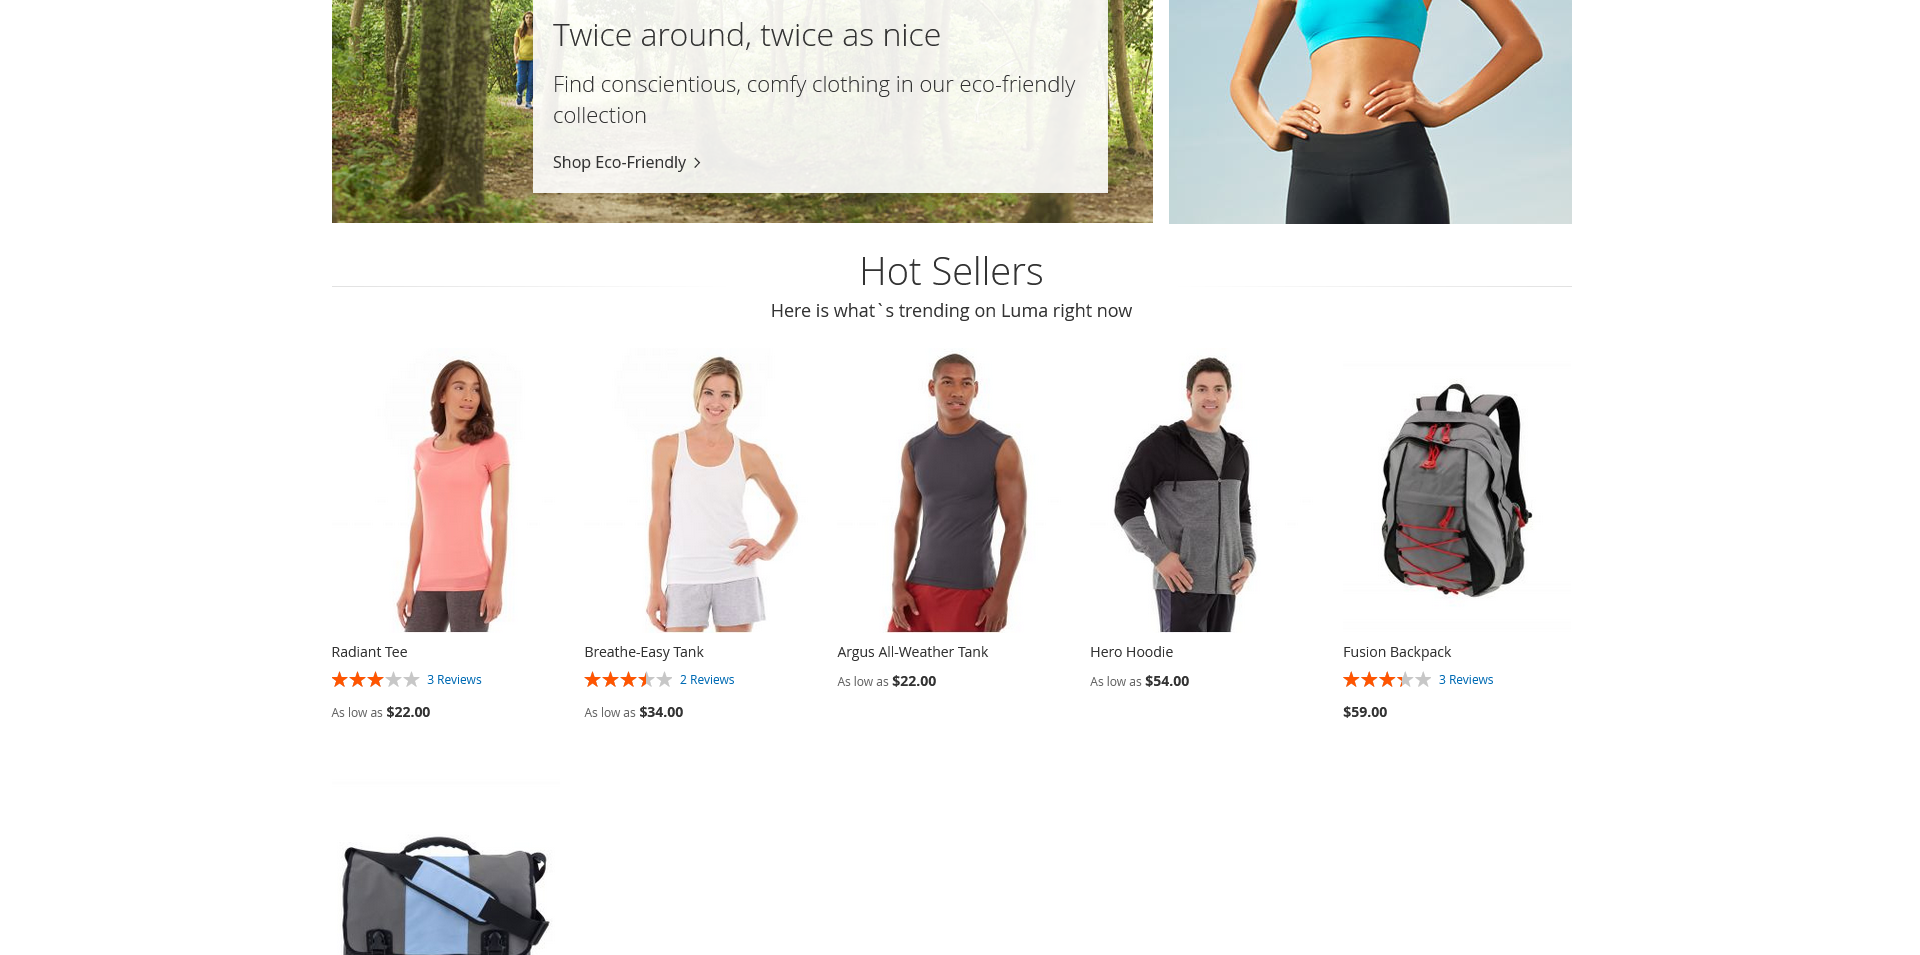 Twice around, twice as nice
Find conscientious, comfy clothing in our eco-friendly
collection
Shop Eco-Friendly
Hot Sellers
Here is what`s trending on Luma right now
Radiant Tee
3 Reviews
As low as $22.00
Breathe-Easy Tank
2 Reviews
As low as $34.00
Argus All-Weather Tank
As low as $22.00
Hero Hoodie
As low as $54.00
Fusion Backpack
3 Reviews
$59.00